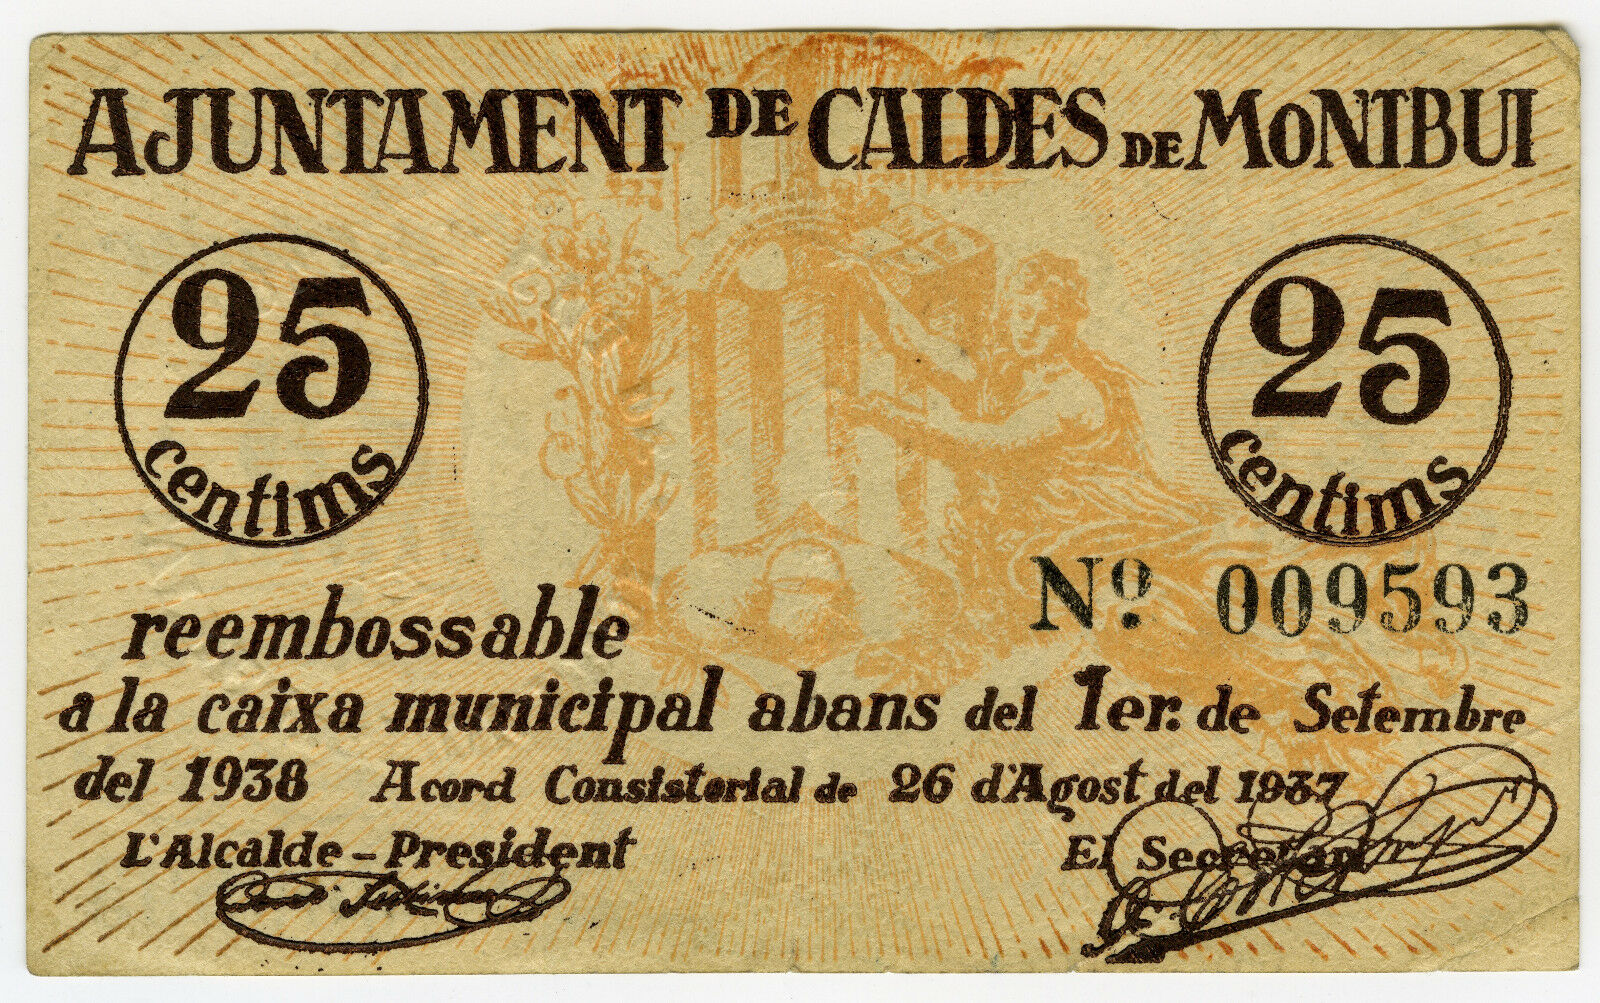 AJUNTAMENT DE CALDES DE MONTBUI
25
centims
25
centims
Nº. 009593
reembossable
a la caixa municipal abans del 1er. de Setembre
del 1938 Acord Consistorial de 26 d'Agost del 1937
L'Alcalde-President
El Secretari